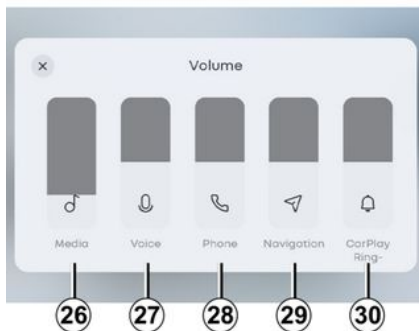 Volume
Media
Voice
Phone
Navigation
CarPlay
Ring-
26
27
28
29
30